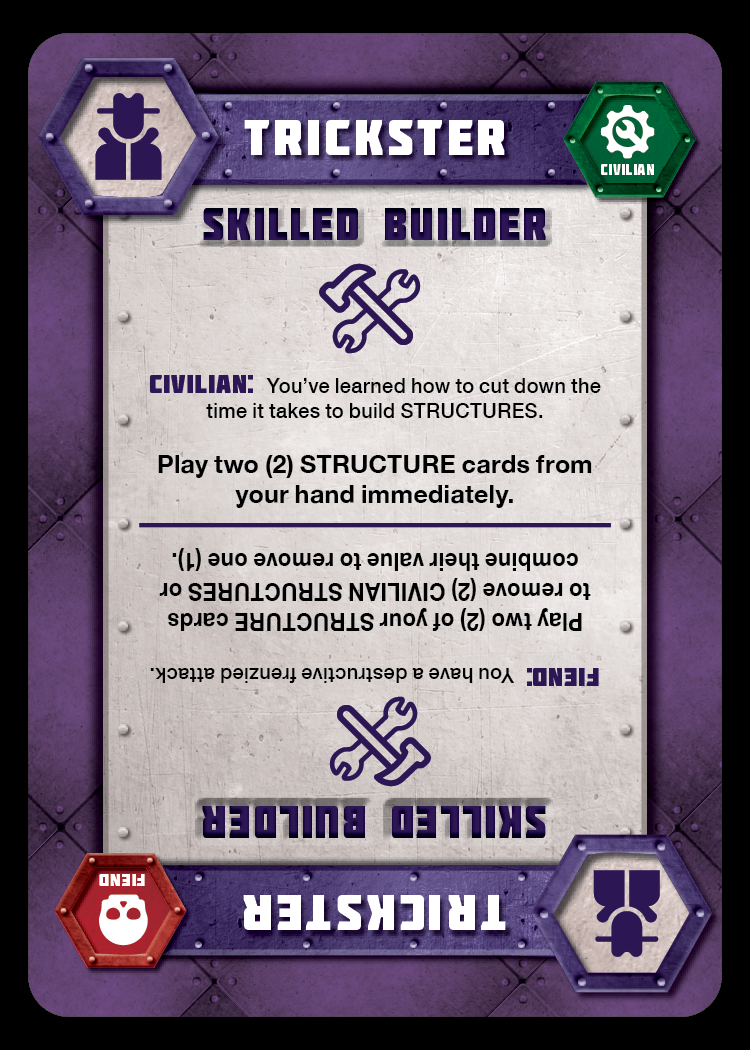 TRICKSTER
CIVILIAN
SKILLED BUILDER
CIVILIAN: You’ve learned how to cut down the
time it takes to build STRUCTURES.
Play two (2) STRUCTURE cards from
your hand immediately.
TRICKSTER
FIEND
SKILLED BUILDER
FIEND: You have a destructive frenzied attack.
Play two (2) of your STRUCTURE cards
to remove (2) CIVILIAN STRUCTURES or
combine their value to remove one (1).